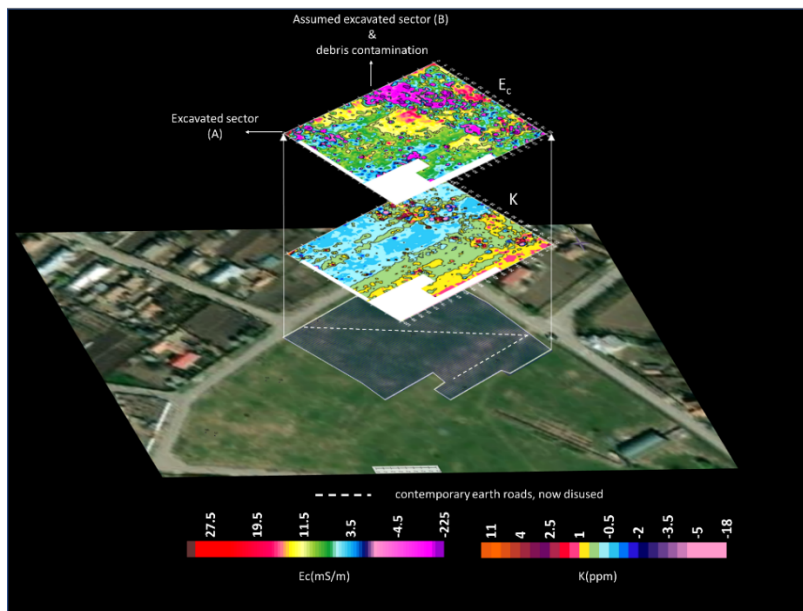 Assumed excavated sector (B)
&
debris contamination
Ec
Excavated sector
(A)
K
contemporary earth roads, now disused
27.5 19.5 11.5 3.5 -4.5 -225
Ec(mS/m)
11 4 2.5 1 -0.5 -2 -3.5 -5 -18
K(ppm)